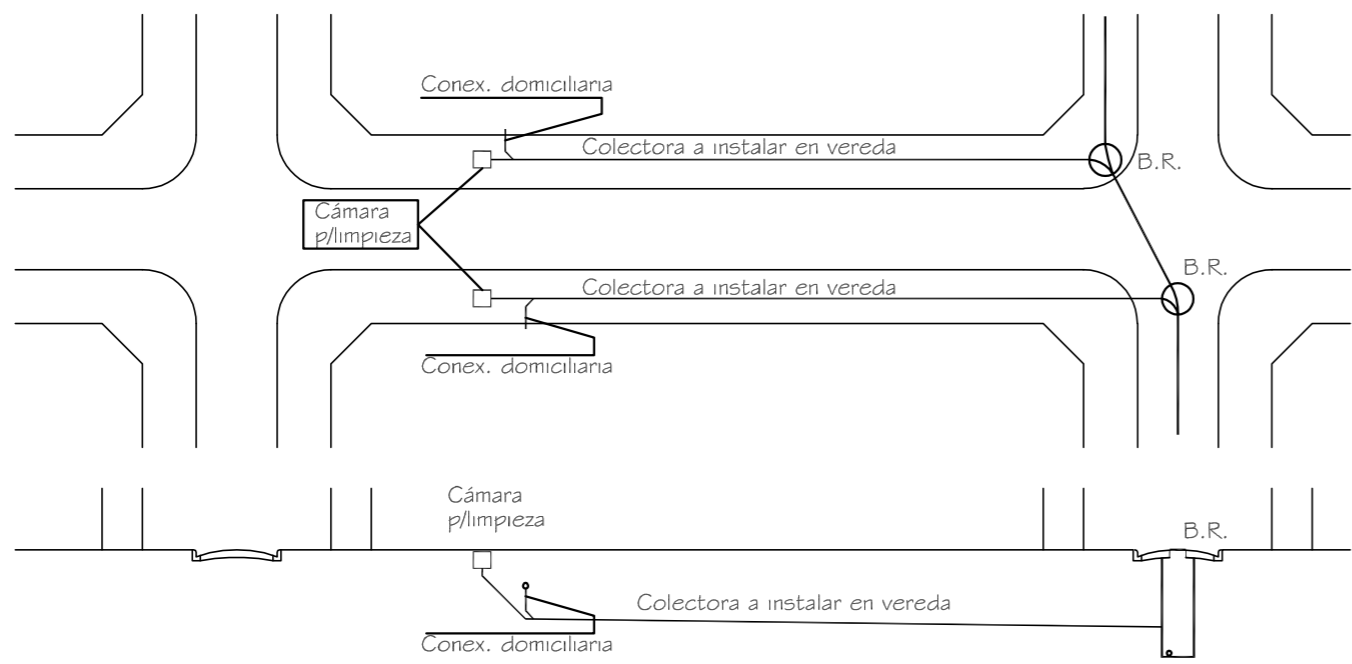 Conex. domiciliaria
Colectora a instalar en vereda
B.R.
Cámara
p/limpieza
B.R.
Colectora a instalar en vereda
Conex. domiciliaria
Cámara
p/limpieza
B.R.
Colectora a instalar en vereda
Conex. domiciliaria